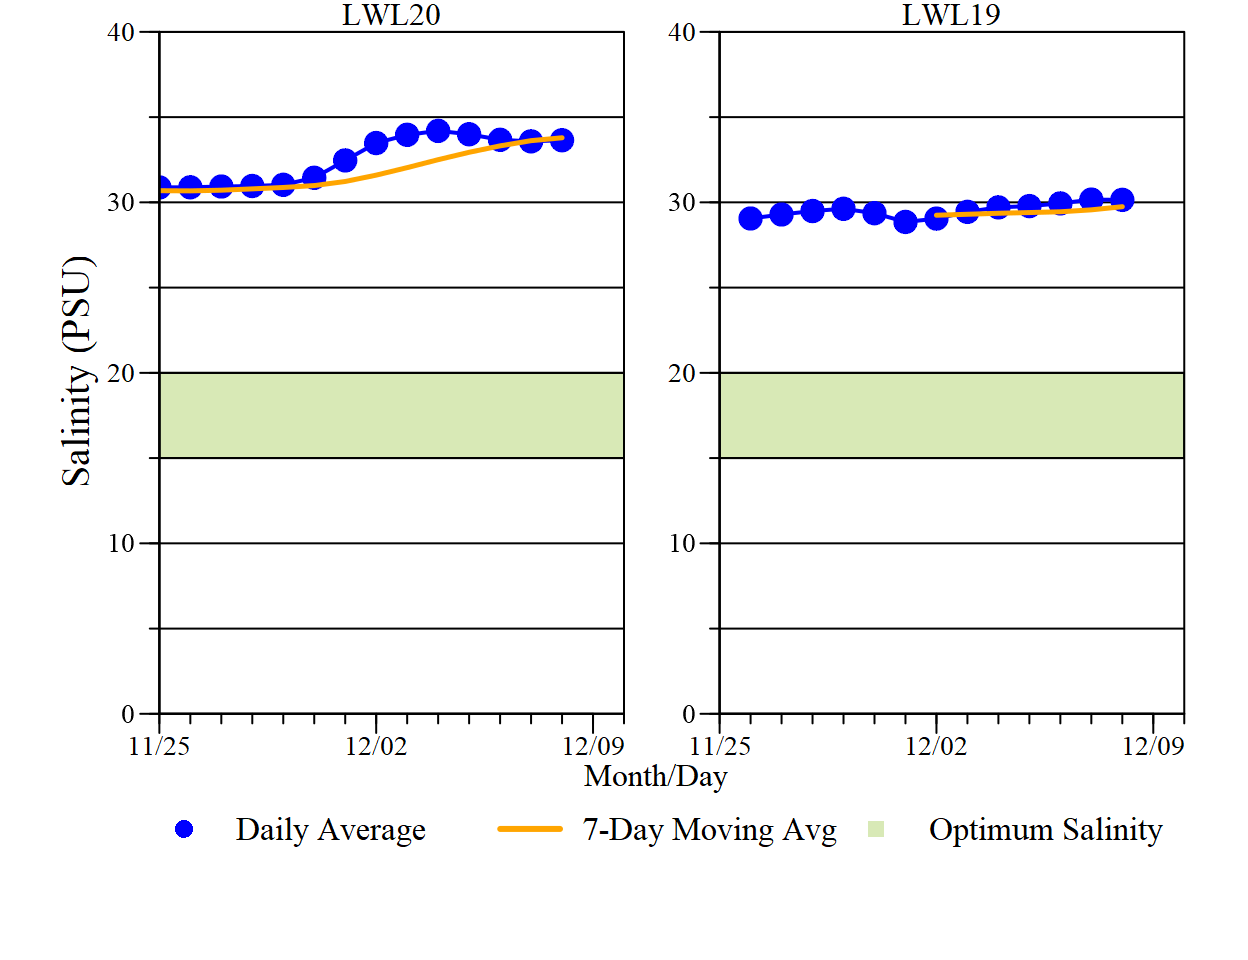 LWL20
LWL19
40
30
20
10
0
40
30
20
10
0
Salinity (PSU)
11/25
12/02
12/09
11/25
12/02
12/09
Month/Day
Daily Average
7-Day Moving Avg
Optimum Salinity